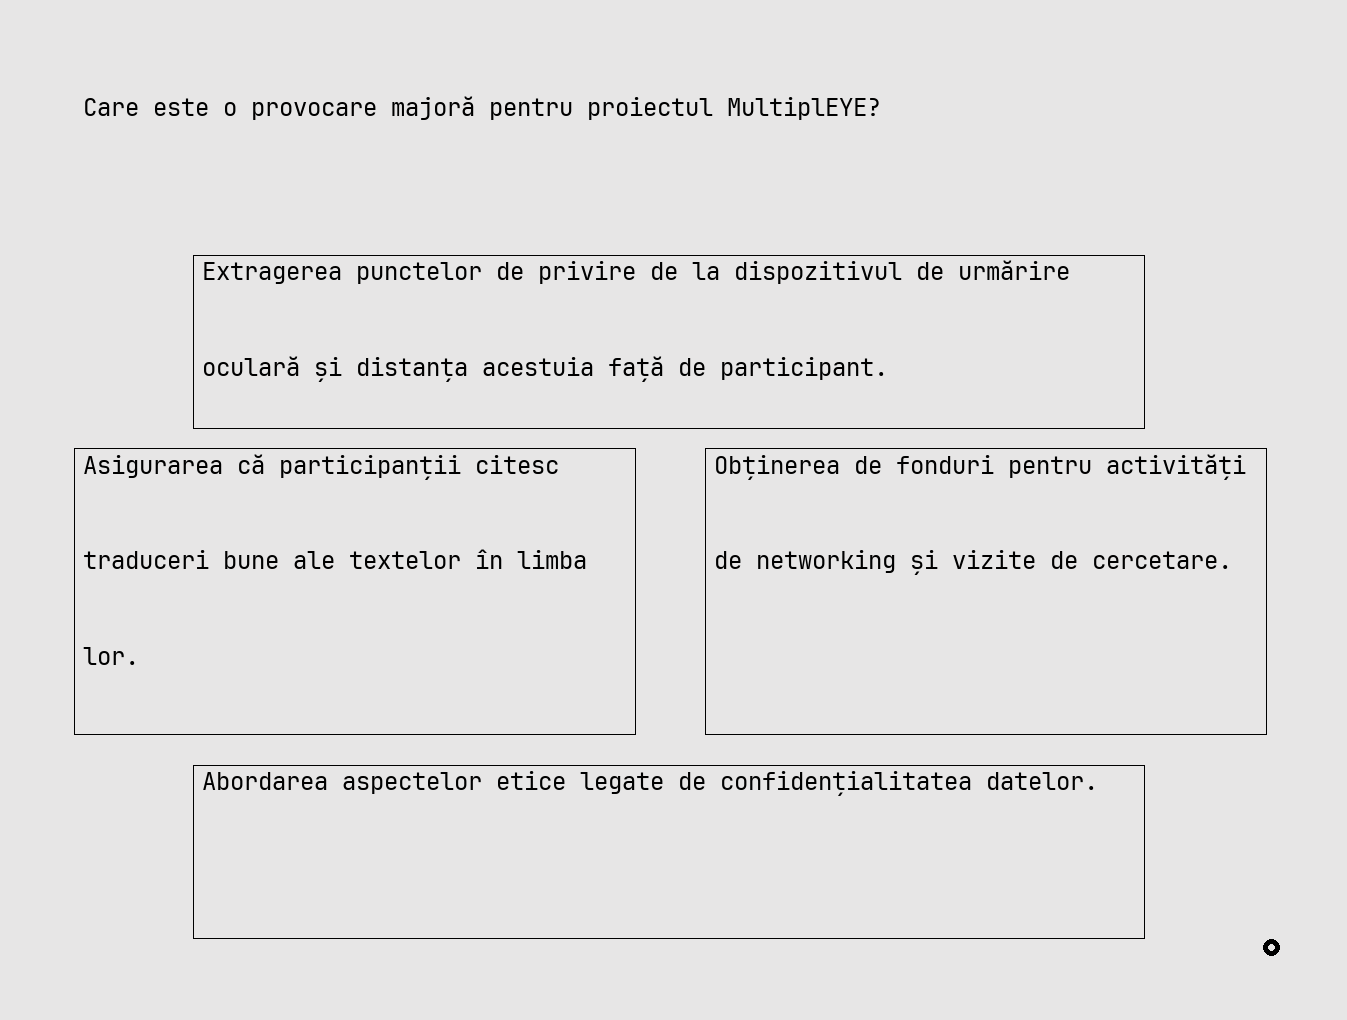 Care este o provocare majoră pentru proiectul MultiplEYE?
Extragerea punctelor de privire de la dispozitivul de urmărire
oculară și distanța acestuia față de participant.
Asigurarea că participanții citesc
traduceri bune ale textelor în limba
lor.
Obținerea de fonduri pentru activități
de networking și vizite de cercetare.
Abordarea aspectelor etice legate de confidențialitatea datelor.